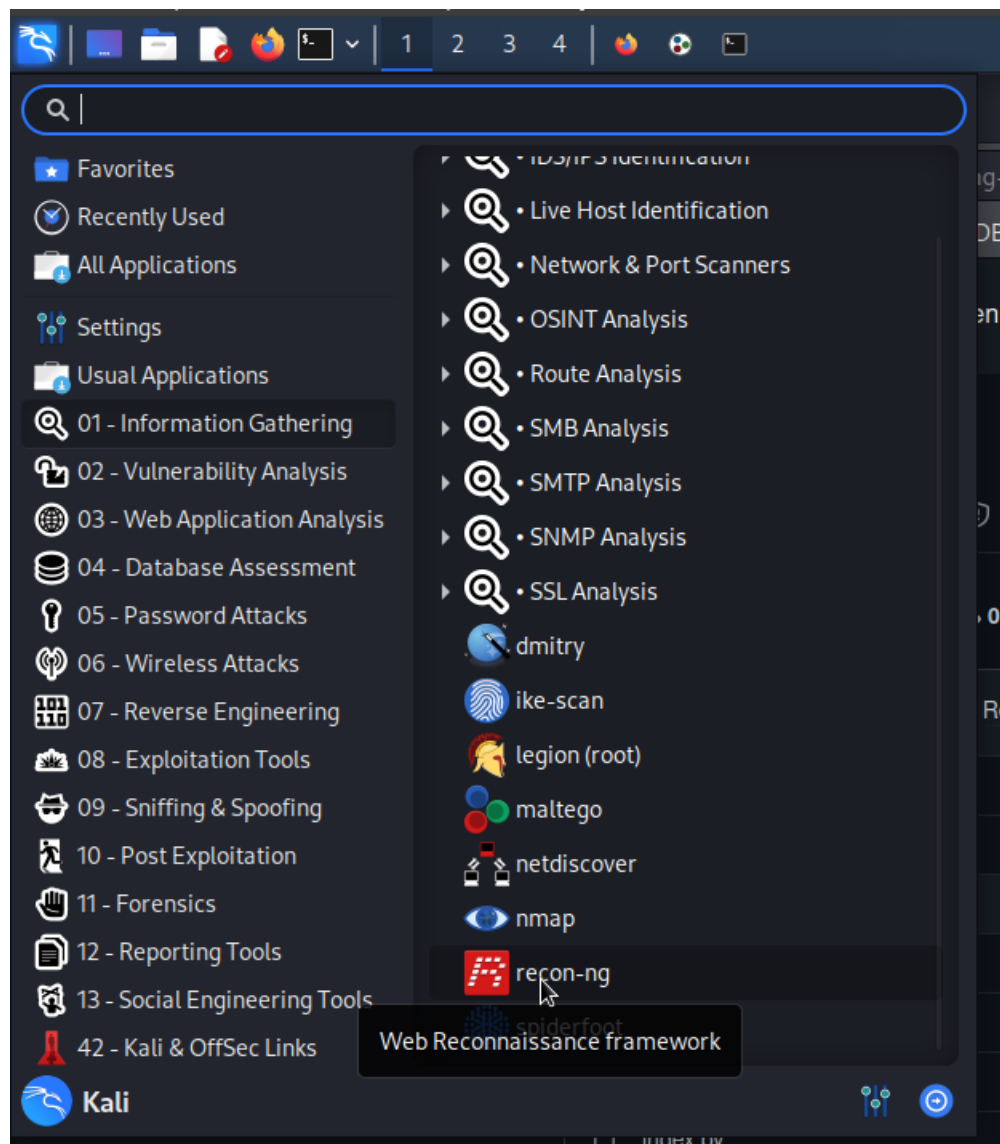 1 2 3 4
Favorites
Recently Used
All Applications
Settings
Usual Applications
01 - Information Gathering
02 - Vulnerability Analysis
03 - Web Application Analysis
04 - Database Assessment
05 - Password Attacks
06 - Wireless Attacks
07 - Reverse Engineering
08 - Exploitation Tools
09 - Sniffing & Spoofing
10 - Post Exploitation
11 - Forensics
12 - Reporting Tools
13 - Social Engineering Tools
42 - Kali & OffSec Links
Kali
• IDS/IPS Identification
• Live Host Identification
• Network & Port Scanners
• OSINT Analysis
• Route Analysis
• SMB Analysis
• SMTP Analysis
• SNMP Analysis
• SSL Analysis
dmitry
ike-scan
legion (root)
maltego
netdiscover
nmap
recon-ng
spiderfoot
Web Reconnaissance framework